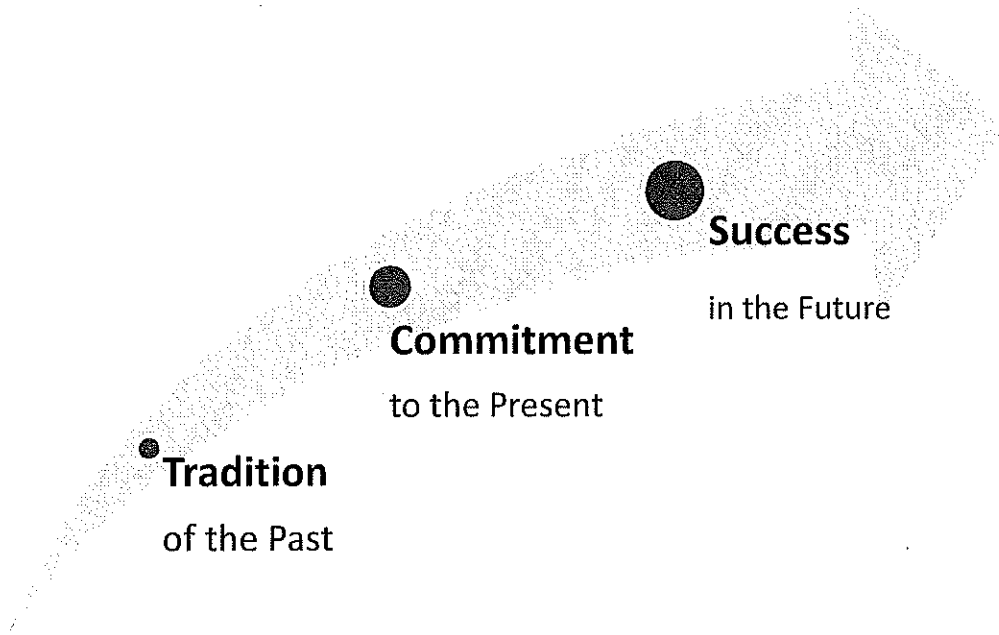 Tradition
of the Past
Commitment
to the Present
Success
in the Future